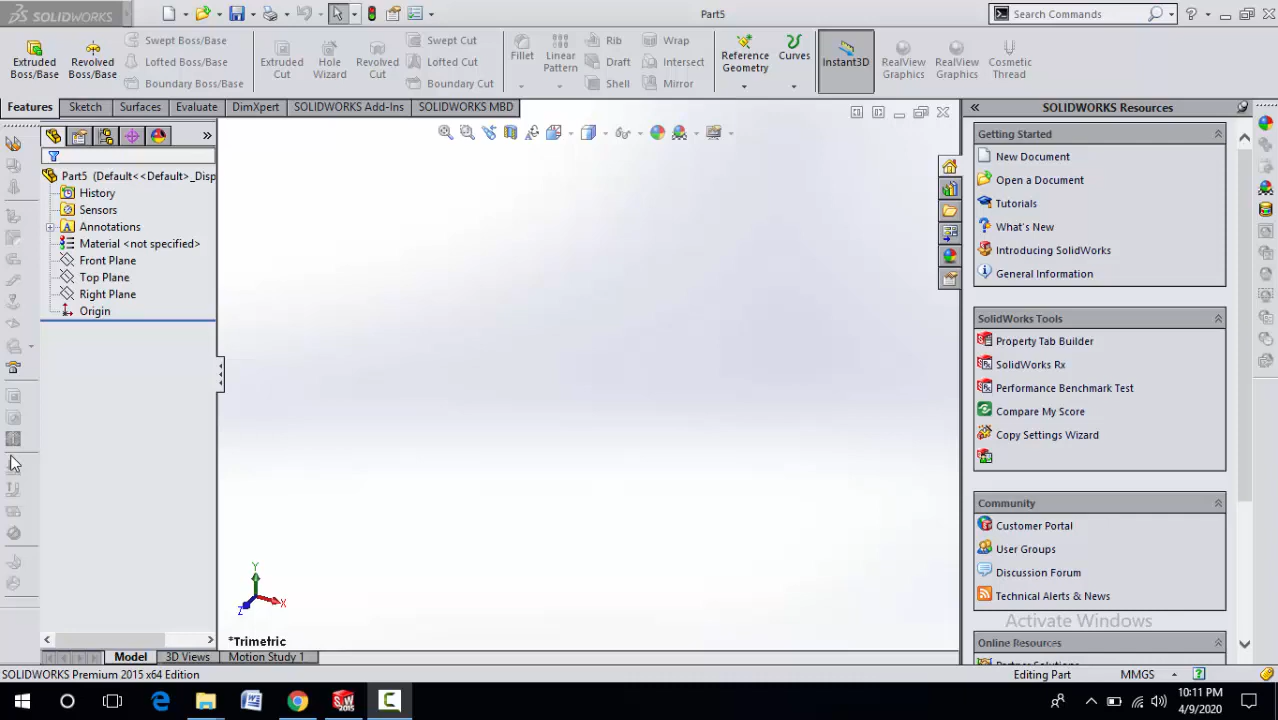 SOLIDWORKS
Part5
Search Commands
Extruded Boss/Base
Revolved Boss/Base
Swept Boss/Base
Lofted Boss/Base
Boundary Boss/Base
Extruded Cut
Hole Wizard
Revolved Cut
Swept Cut
Lofted Cut
Boundary Cut
Fillet
Linear Pattern
Rib
Draft
Shell
Wrap
Intersect
Mirror
Reference Geometry
Curves
Instant3D
RealView Graphics
RealView Graphics
Cosmetic Thread
Features
Sketch
Surfaces
Evaluate
DimXpert
SOLIDWORKS Add-Ins
SOLIDWORKS MBD
Part5 (Default<<Default>_Disp
History
Sensors
Annotations
Material <not specified>
Front Plane
Top Plane
Right Plane
Origin
Y
X
Z
*Trimetric
SOLIDWORKS Resources
Getting Started
New Document
Open a Document
Tutorials
What's New
Introducing SolidWorks
General Information
SolidWorks Tools
Property Tab Builder
SolidWorks Rx
Performance Benchmark Test
Compare My Score
Copy Settings Wizard
Community
Customer Portal
User Groups
Discussion Forum
Technical Alerts & News
Activate Windows
Online Resources
Model
3D Views
Motion Study 1
SOLIDWORKS Premium 2015 x64 Edition
Editing Part
MMGS
10:11 PM
4/9/2020